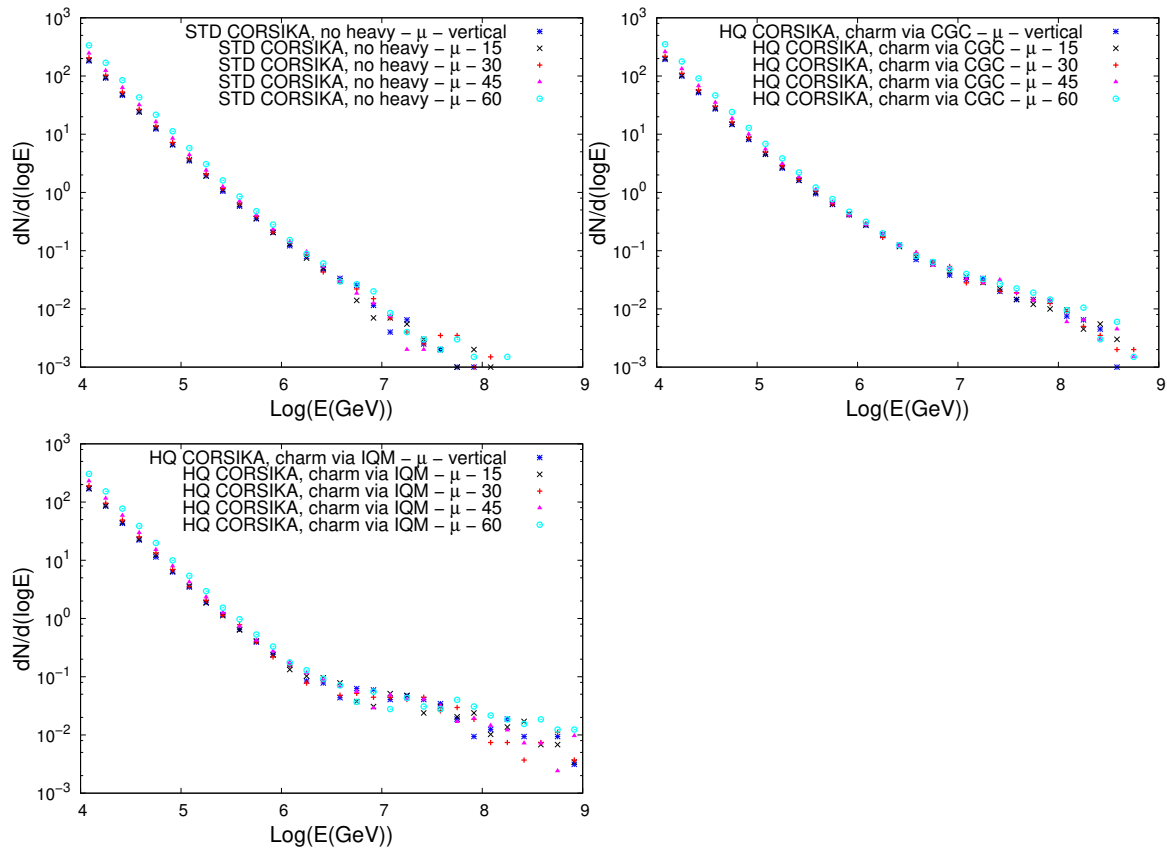 STD CORSIKA, no heavy − μ − vertical
STD CORSIKA, no heavy − μ − 15
STD CORSIKA, no heavy − μ − 30
STD CORSIKA, no heavy − μ − 45
STD CORSIKA, no heavy − μ − 60
10³
10²
10¹
10⁰
10⁻¹
10⁻²
10⁻³
dN/d(logE)
4 5 6 7 8 9
Log(E(GeV))
HQ CORSIKA, charm via CGC − μ − vertical
HQ CORSIKA, charm via CGC − μ − 15
HQ CORSIKA, charm via CGC − μ − 30
HQ CORSIKA, charm via CGC − μ − 45
HQ CORSIKA, charm via CGC − μ − 60
10³
10²
10¹
10⁰
10⁻¹
10⁻²
10⁻³
dN/d(logE)
4 5 6 7 8 9
Log(E(GeV))
HQ CORSIKA, charm via IQM − μ − vertical
HQ CORSIKA, charm via IQM − μ − 15
HQ CORSIKA, charm via IQM − μ − 30
HQ CORSIKA, charm via IQM − μ − 45
HQ CORSIKA, charm via IQM − μ − 60
10³
10²
10¹
10⁰
10⁻¹
10⁻²
10⁻³
dN/d(logE)
4 5 6 7 8 9
Log(E(GeV))